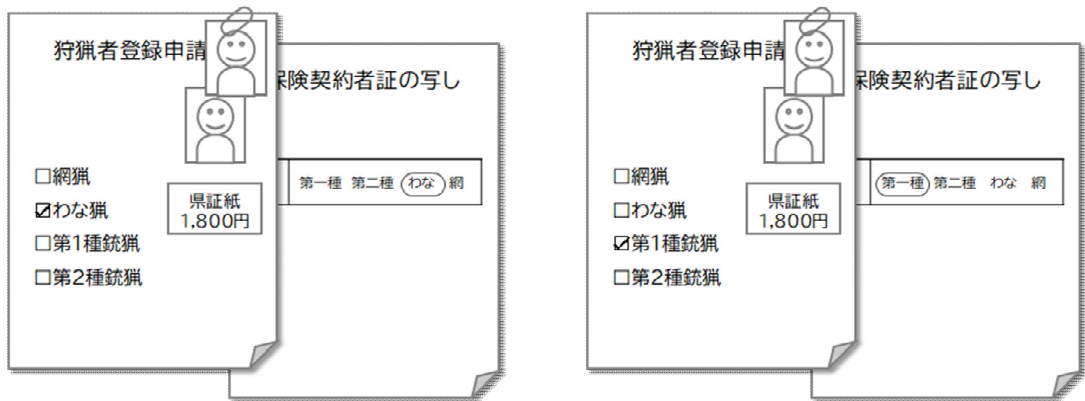 狩猟者登録申請
保険契約者証の写し
□網猟
☑わな猟
□第1種銃猟
□第2種銃猟
県証紙
1,800円
第一種 第二種 わな 網
狩猟者登録申請
保険契約者証の写し
□網猟
□わな猟
☑第1種銃猟
□第2種銃猟
県証紙
1,800円
第一種 第二種 わな 網